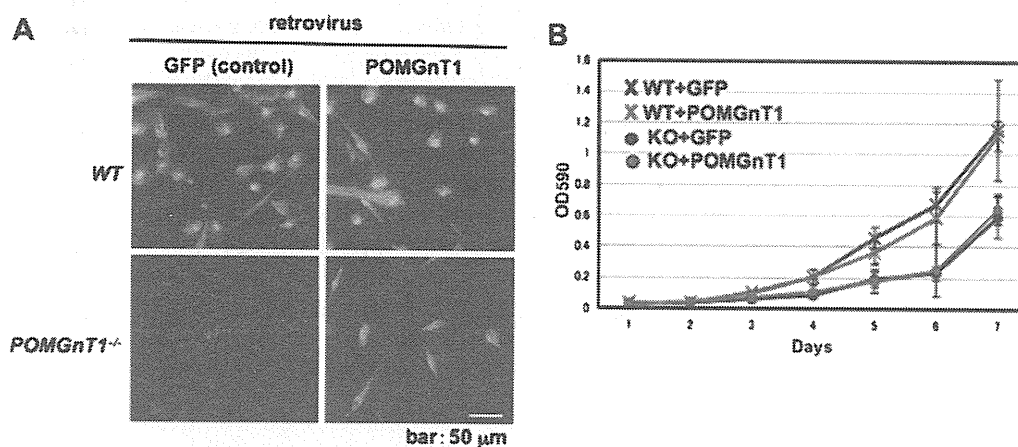 A
retrovirus
GFP (control)
POMGnT1
WT
POMGnT1-/-
bar: 50 μm
B
1.6
1.4
1.2
1
0.8
0.6
0.4
0.2
0
OD590
WT+GFP
WT+POMGnT1
KO+GFP
KO+POMGnT1
1 2 3 4 5 6 7
Days